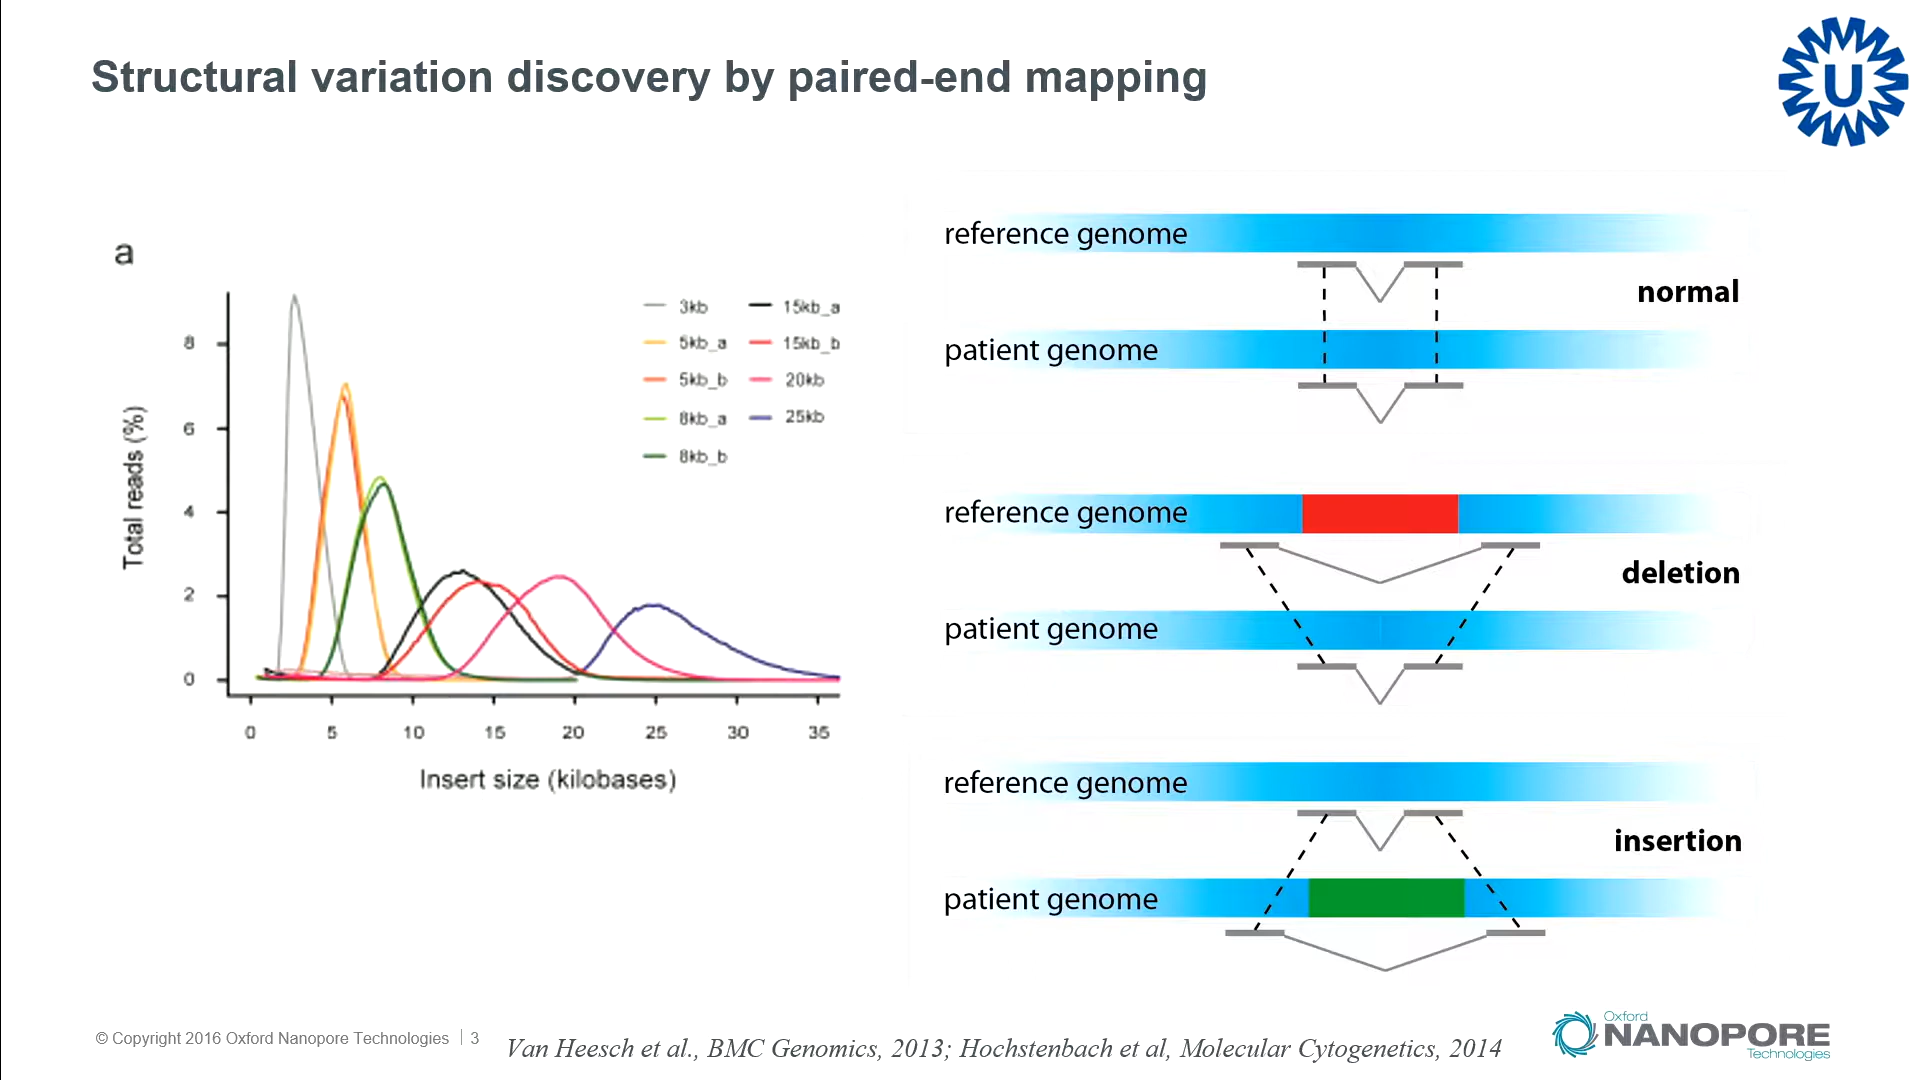 Structural variation discovery by paired-end mapping
U
a
3kb
5kb_a
5kb_b
8kb_a
8kb_b
15kb_a
15kb_b
20kb
25kb
Total reads (%)
8
6
4
2
0
0 5 10 15 20 25 30 35
Insert size (kilobases)
reference genome
normal
patient genome
reference genome
deletion
patient genome
reference genome
insertion
patient genome
© Copyright 2016 Oxford Nanopore Technologies | 3
Van Heesch et al., BMC Genomics, 2013; Hochstenbach et al, Molecular Cytogenetics, 2014
Oxford
NANOPORE
Technologies